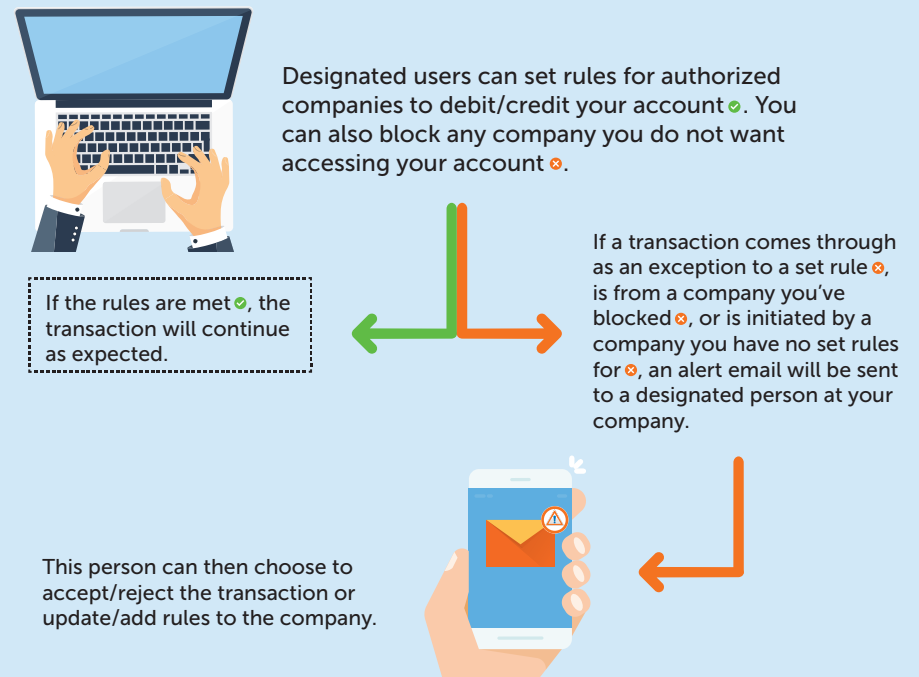 Designated users can set rules for authorized
companies to debit/credit your account. You
can also block any company you do not want
accessing your account.
If the rules are met, the
transaction will continue
as expected.
If a transaction comes through
as an exception to a set rule,
is from a company you’ve
blocked, or is initiated by a
company you have no set rules
for, an alert email will be sent
to a designated person at your
company.
This person can then choose to
accept/reject the transaction or
update/add rules to the company.